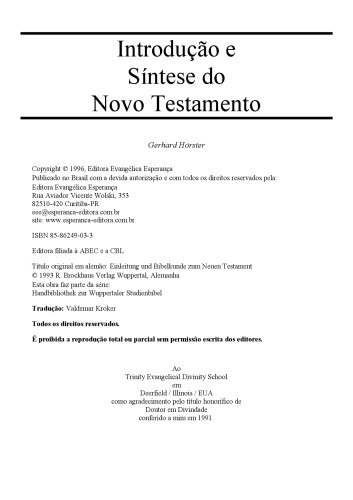 Introdução e
Síntese do
Novo Testamento
Gerhard Hörster
Copyright © 1996, Editora Evangélica Esperança
Publicado no Brasil com a devida autorização e com todos os direitos reservados pela:
Editora Evangélica Esperança
Rua Aviador Vicente Wolski, 353
82510-420 Curitiba-PR
eee@esperanca-editora.com.br
site: www.esperanca-editora.com.br
ISBN 85-86249-03-3
Editora filiada à ABEC e a CBL
Título original em alemão: Einleitung und Bibelkunde zum Neuen Testament
© 1993 R. Brockhaus Verlag Wuppertal, Alemanha
Esta obra faz parte da série:
Handbibliothek zur Wuppertaler Studienbibel
Tradução: Valdemar Kroker
Todos os direitos reservados.
É proibida a reprodução total ou parcial sem permissão escrita dos editores.
Ao
Trinity Evangelical Divinity School
em
Deerfield / Illinois / EUA
como agradecimento pelo título honorífico de
Doutor em Divindade
conferido a mim em 1991.